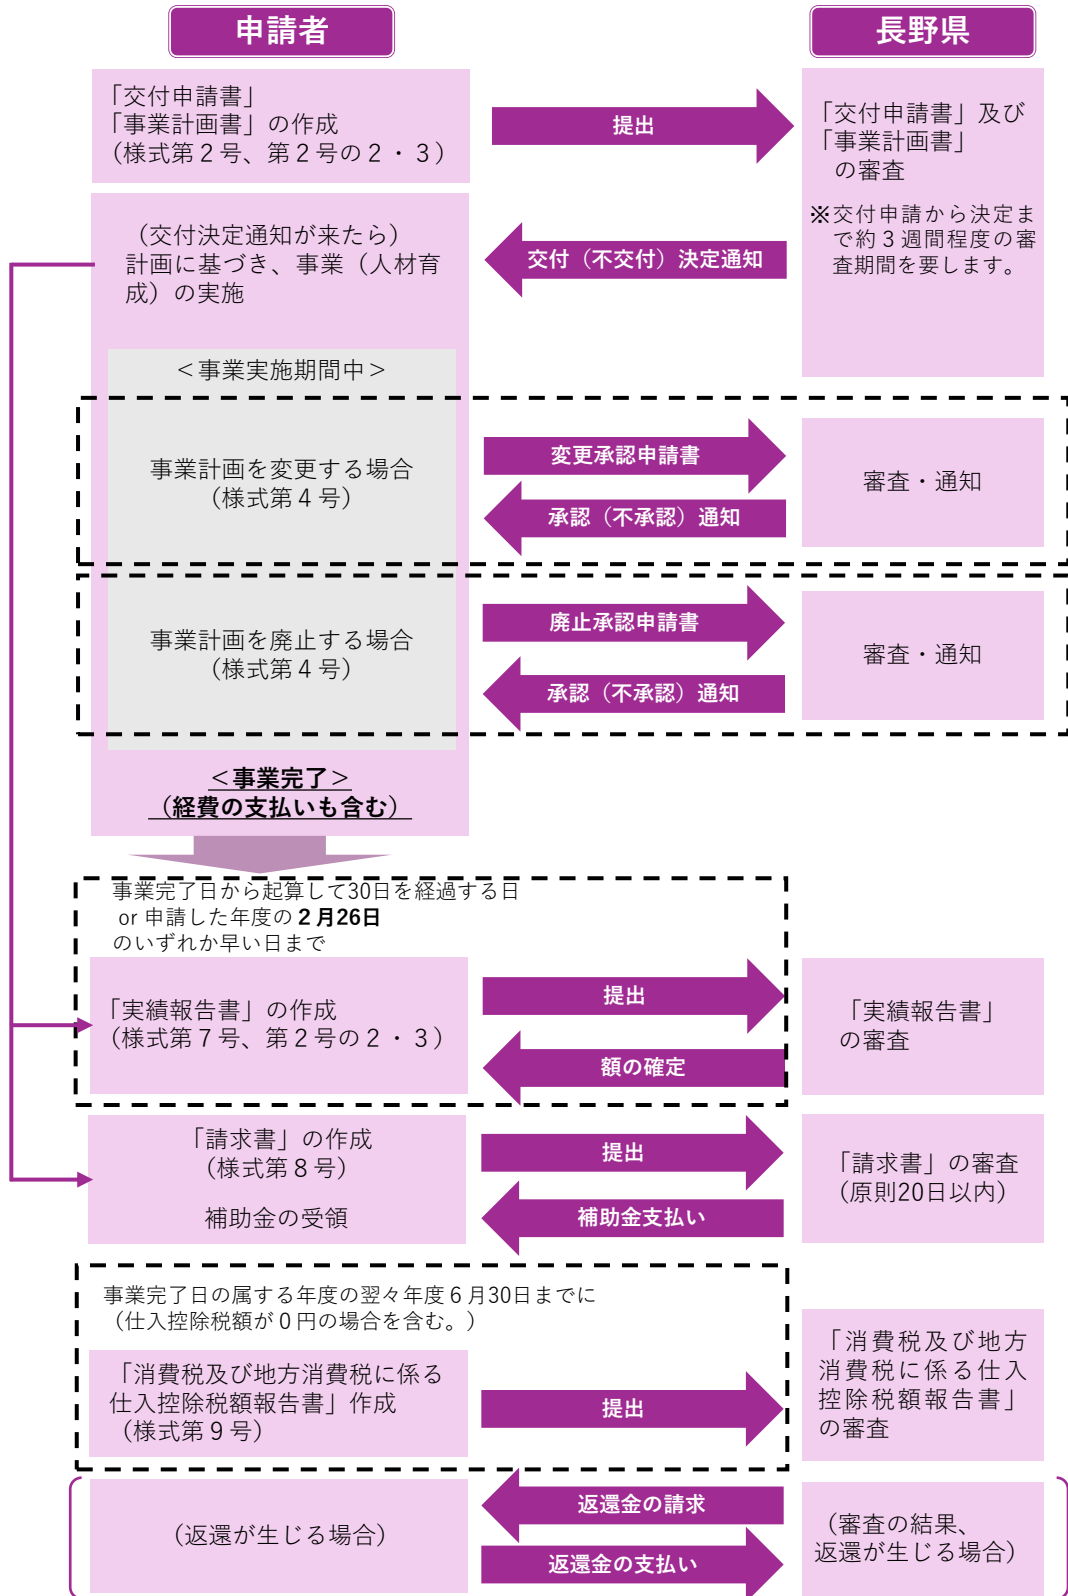 申請者
長野県
「交付申請書」
「事業計画書」の作成
（様式第２号、第２号の２・３）
提出
「交付申請書」及び
「事業計画書」
の審査
※交付申請から決定ま
で約３週間程度の審
査期間を要します。
（交付決定通知が来たら）
計画に基づき、事業（人材育
成）の実施
交付（不交付）決定通知
＜事業実施期間中＞
事業計画を変更する場合
（様式第４号）
変更承認申請書
承認（不承認）通知
審査・通知
事業計画を廃止する場合
（様式第４号）
廃止承認申請書
承認（不承認）通知
審査・通知
＜事業完了＞
（経費の支払いも含む）
事業完了日から起算して30日を経過する日
or 申請した年度の２月26日
のいずれか早い日まで
「実績報告書」の作成
（様式第７号、第２号の２・３）
提出
額の確定
「実績報告書」
の審査
「請求書」の作成
（様式第８号）
補助金の受領
提出
補助金支払い
「請求書」の審査
（原則20日以内）
事業完了日の属する年度の翌々年度６月30日までに
（仕入控除税額が０円の場合を含む。）
「消費税及び地方消費税に係る
仕入控除税額報告書」作成
（様式第９号）
提出
「消費税及び地方
消費税に係る仕入
控除税額報告書」
の審査
（返還が生じる場合）
返還金の請求
返還金の支払い
（審査の結果、
返還が生じる場合）